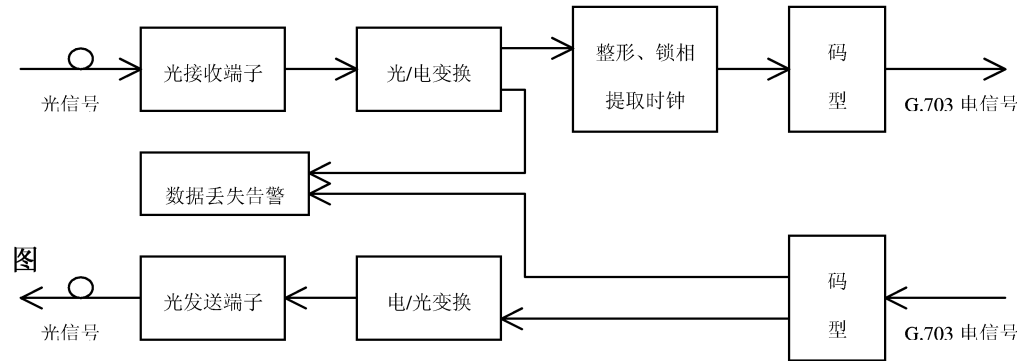 光信号
光接收端子
光/电变换
整形、锁相
提取时钟
码
型
G.703 电信号
数据丢失告警
图
光信号
光发送端子
电/光变换
码
型
G.703 电信号